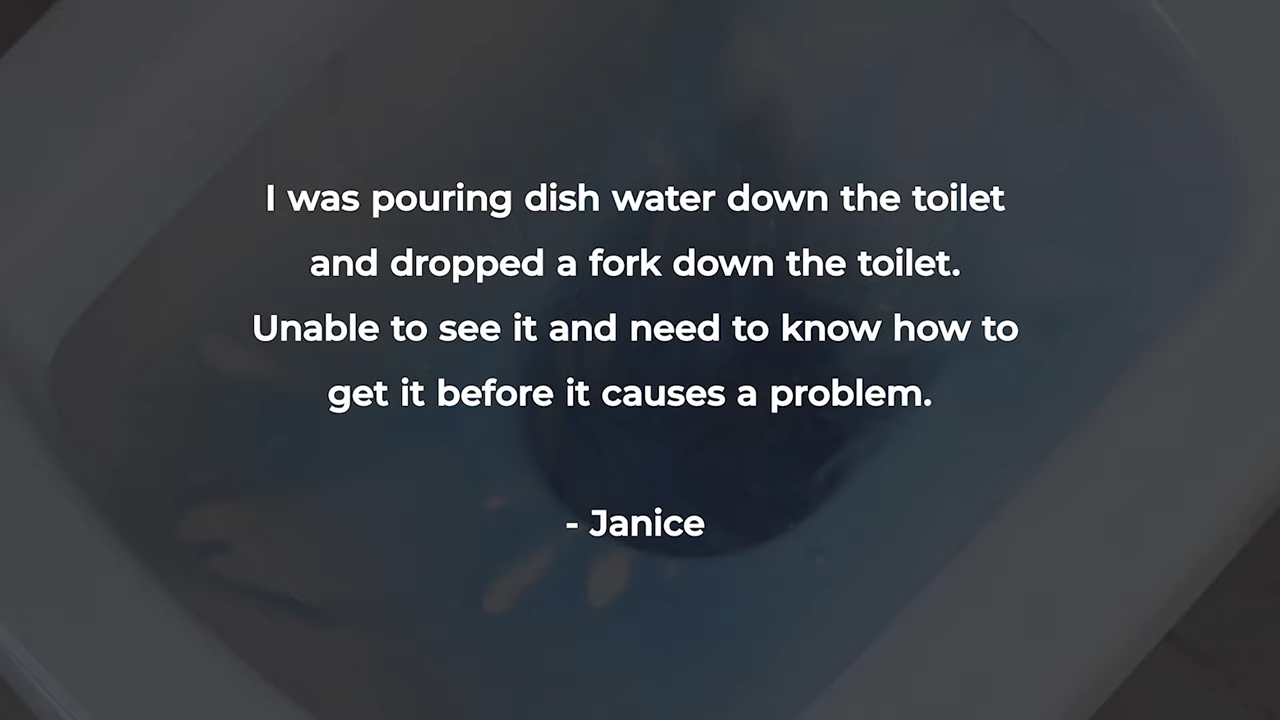 I was pouring dish water down the toilet
and dropped a fork down the toilet.
Unable to see it and need to know how to
get it before it causes a problem.
- Janice